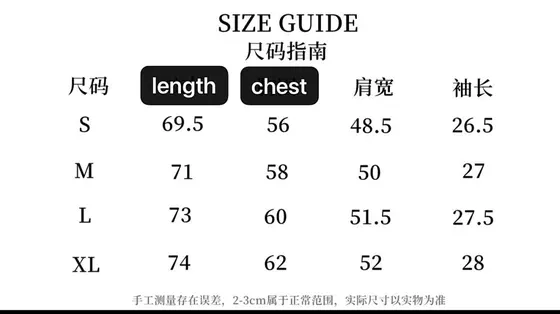 SIZE GUIDE
尺码指南
尺码 length chest 肩宽 袖长
S 69.5 56 48.5 26.5
M 71 58 50 27
L 73 60 51.5 27.5
XL 74 62 52 28
手工测量存在误差，2-3cm属于正常范围，实际尺寸以实物为准